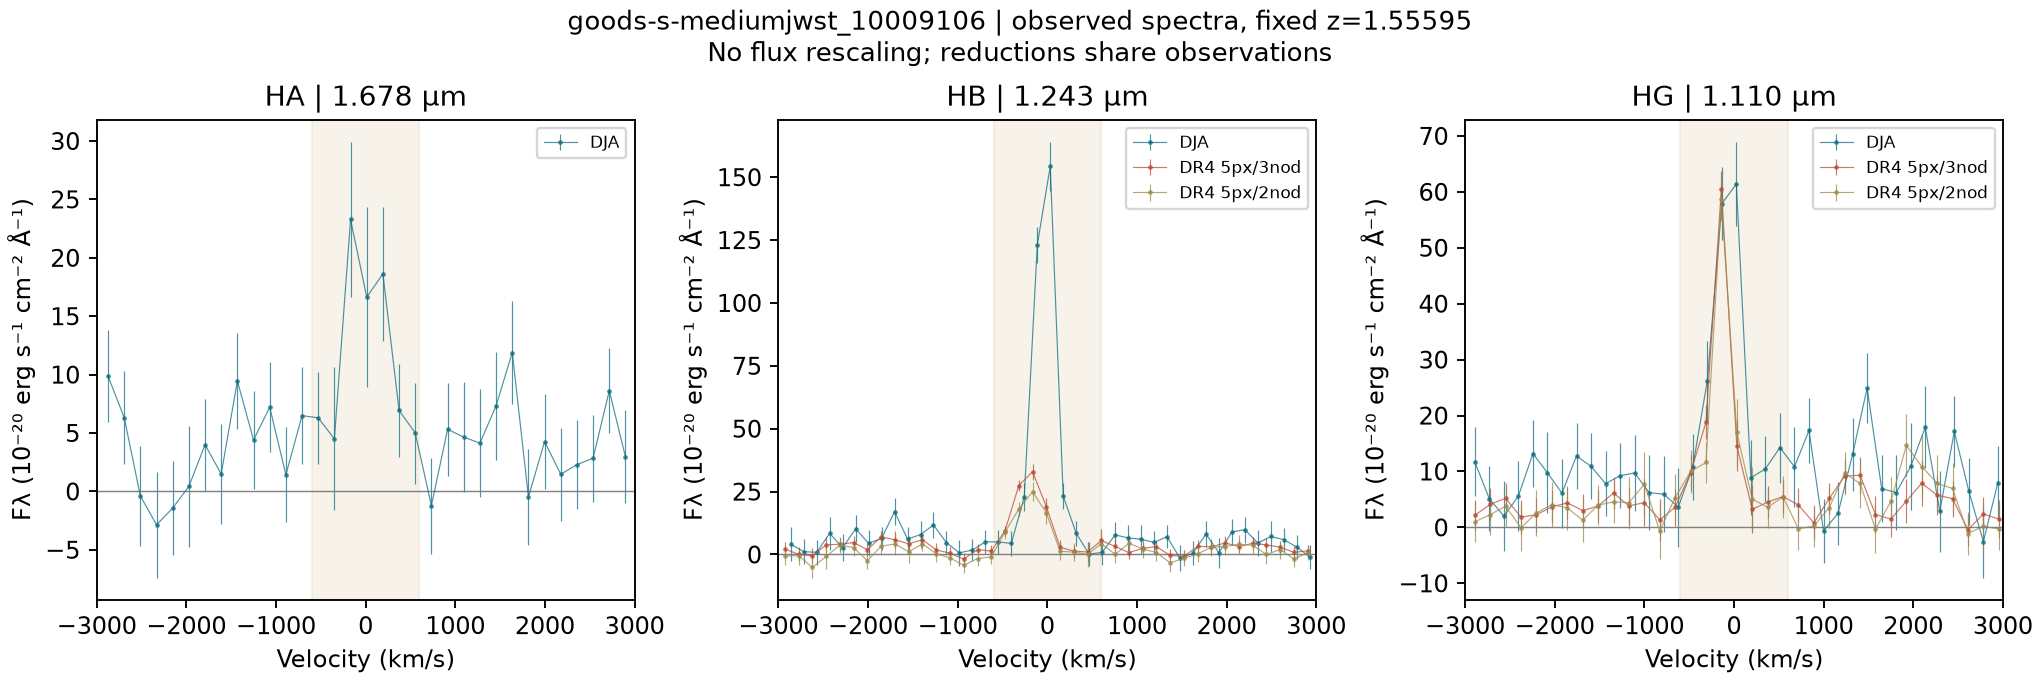 goods-s-mediumjwst_10009106 | observed spectra, fixed z=1.55595
No flux rescaling; reductions share observations
HA | 1.678 µm
30
25
20
15
10
5
0
−5
Fλ (10⁻²⁰ erg s⁻¹ cm⁻² Å⁻¹)
DJA
−3000 −2000 −1000 0 1000 2000 3000
Velocity (km/s)
HB | 1.243 µm
150
125
100
75
50
25
0
Fλ (10⁻²⁰ erg s⁻¹ cm⁻² Å⁻¹)
DJA
DR4 5px/3nod
DR4 5px/2nod
−3000 −2000 −1000 0 1000 2000 3000
Velocity (km/s)
HG | 1.110 µm
70
60
50
40
30
20
10
0
−10
Fλ (10⁻²⁰ erg s⁻¹ cm⁻² Å⁻¹)
DJA
DR4 5px/3nod
DR4 5px/2nod
−3000 −2000 −1000 0 1000 2000 3000
Velocity (km/s)